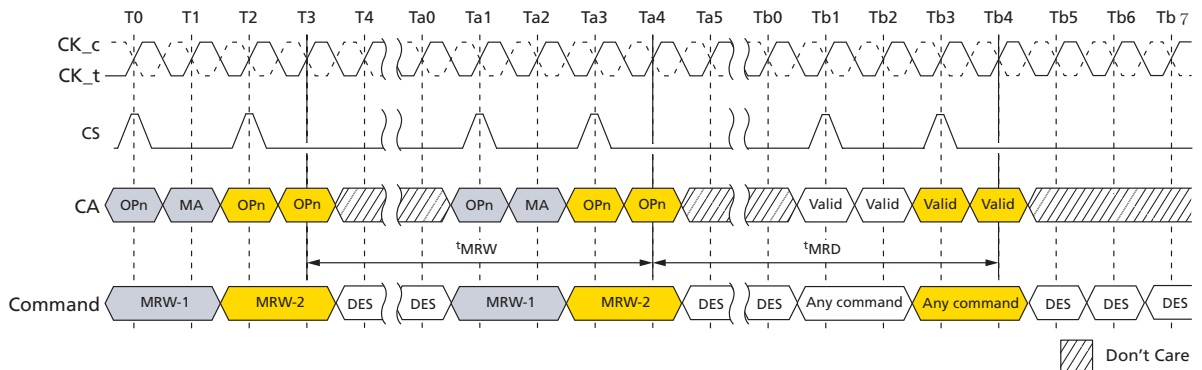 T0 T1 T2 T3 T4 Ta0 Ta1 Ta2 Ta3 Ta4 Ta5 Tb0 Tb1 Tb2 Tb3 Tb4 Tb5 Tb6 Tb 7
CK_c
CK_t
CS
CA OPn MA OPn OPn OPn MA OPn OPn Valid Valid Valid Valid
tMRW tMRD
Command MRW-1 MRW-2 DES DES MRW-1 MRW-2 DES DES Any command Any command DES DES DES
Don't Care